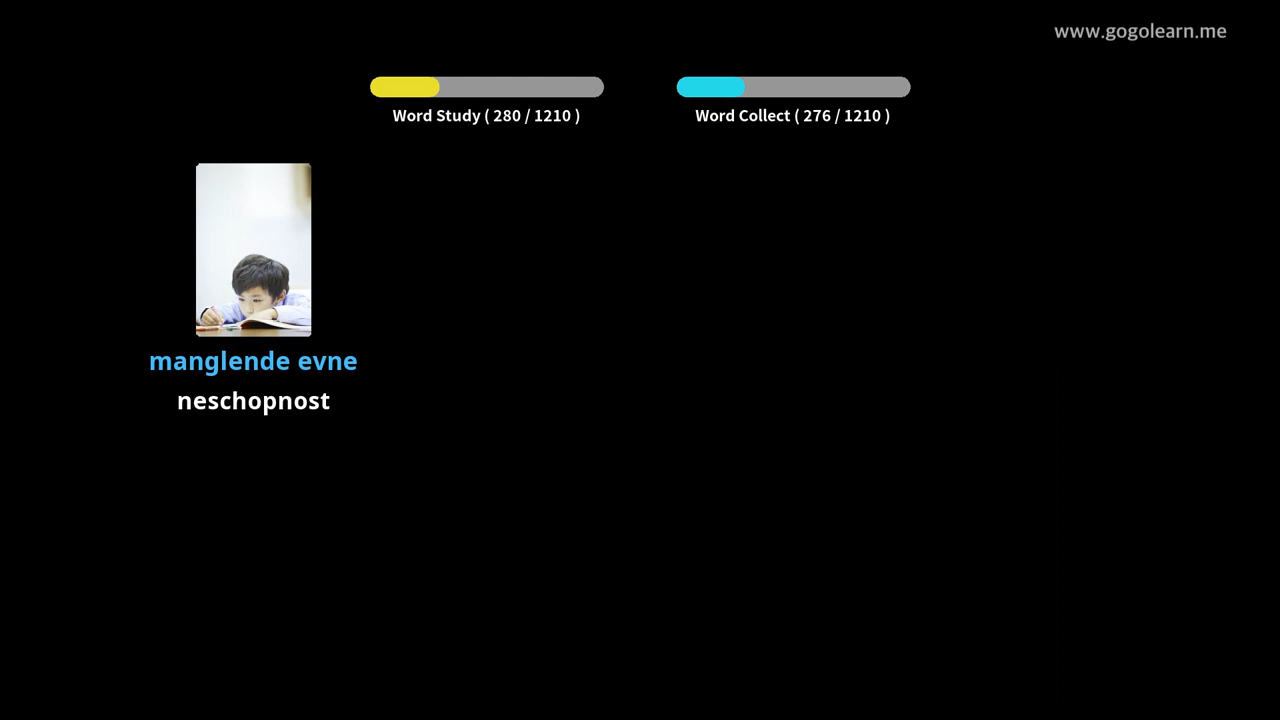 www.gogolearn.me
Word Study ( 280 / 1210 )
Word Collect ( 276 / 1210 )
manglende evne
neschopnost